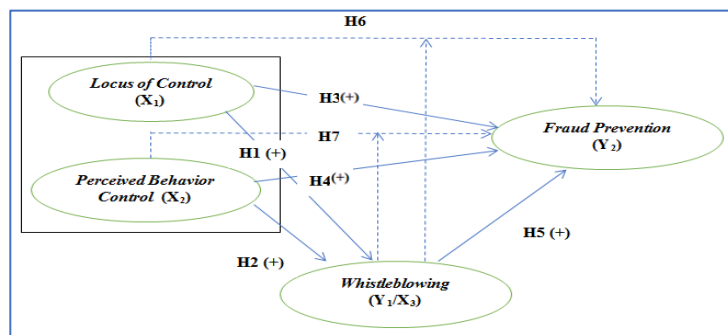 H6
Locus of Control
(X₁)
H3(+)
Fraud Prevention
(Y₂)
H7
H1 (+)
Perceived Behavior
Control (X₂)
H4(+)
H5 (+)
H2 (+)
Whistleblowing
(Y₁/X₃)